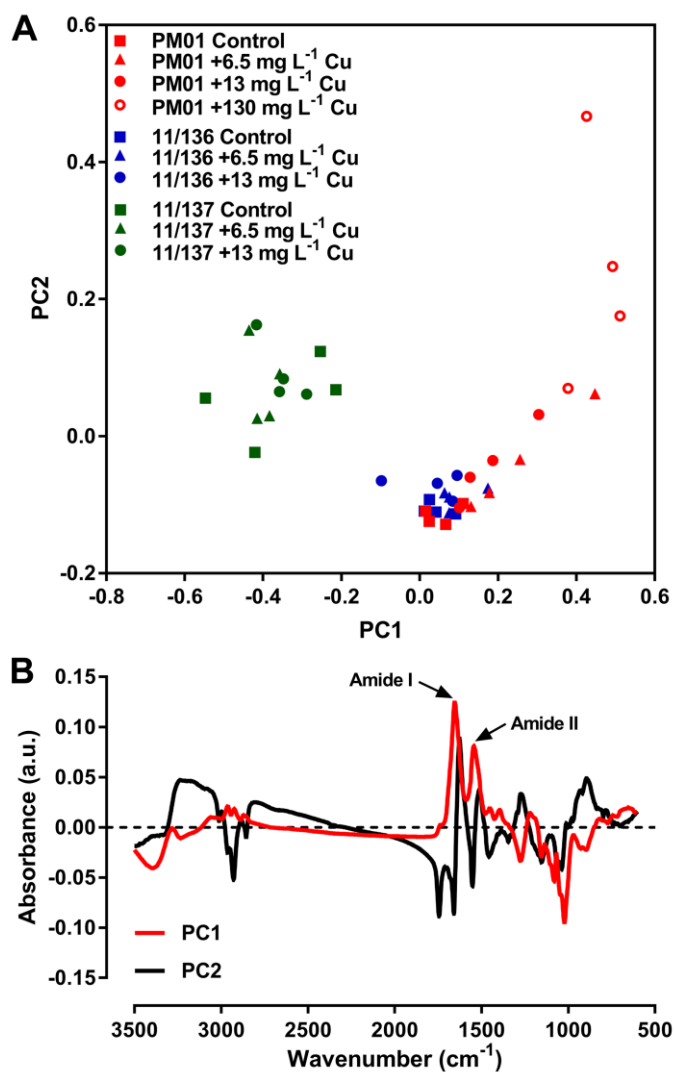 A
PM01 Control
PM01 +6.5 mg L⁻¹ Cu
PM01 +13 mg L⁻¹ Cu
PM01 +130 mg L⁻¹ Cu
11/136 Control
11/136 +6.5 mg L⁻¹ Cu
11/136 +13 mg L⁻¹ Cu
11/137 Control
11/137 +6.5 mg L⁻¹ Cu
11/137 +13 mg L⁻¹ Cu
0.6
0.4
0.2
0.0
-0.2
PC2
-0.8 -0.6 -0.4 -0.2 0.0 0.2 0.4 0.6
PC1
B
Amide I
Amide II
0.15
0.10
0.05
0.00
-0.05
-0.10
-0.15
Absorbance (a.u.)
PC1
PC2
3500 3000 2500 2000 1500 1000 500
Wavenumber (cm⁻¹)